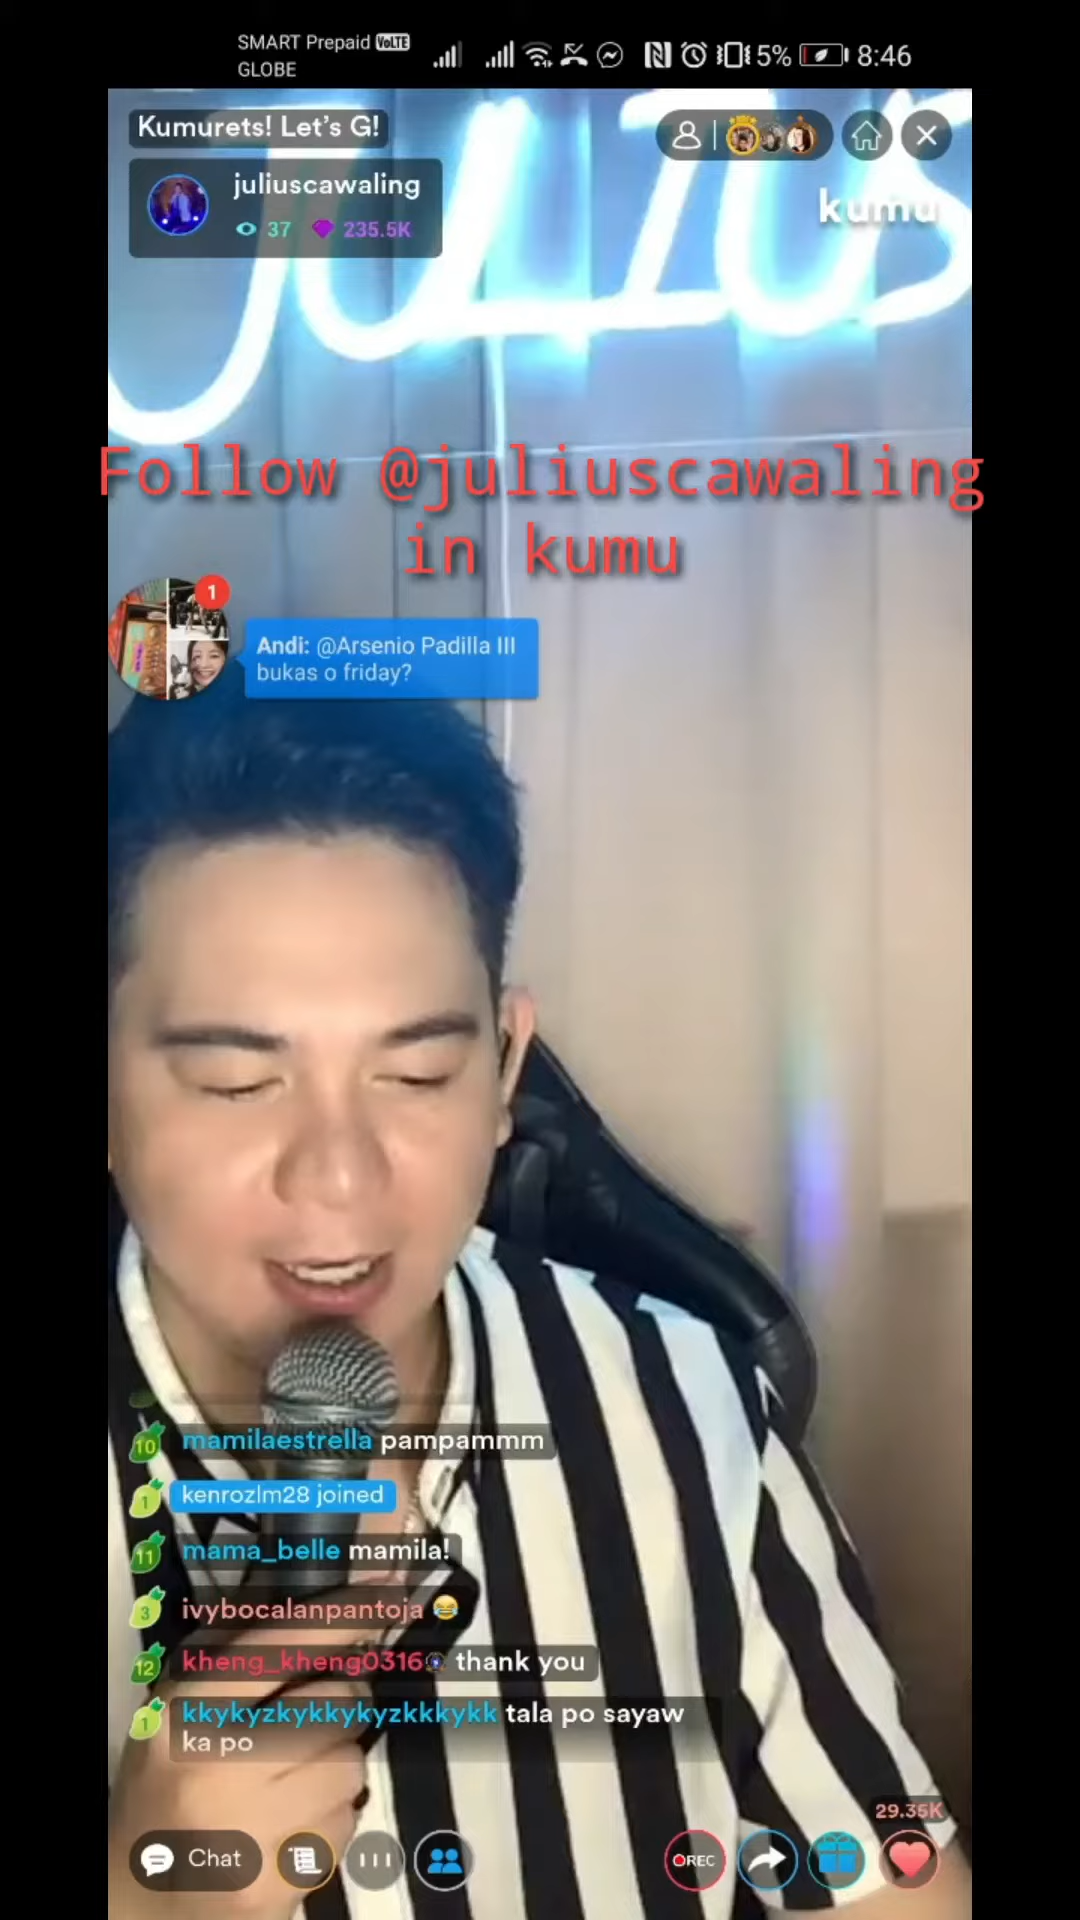 SMART Prepaid VoLTE
GLOBE
5% 8:46
Kumurets! Let's G!
juliuscawaling
37 235.5K
kumu
JULIUS
Follow @juliuscawaling
in kumu
1
Andi: @Arsenio Padilla III
bukas o friday?
10 mamilaestrella pampammm
1 kenrozlm28 joined
11 mama_belle mamila!
3 ivybocalanpantoja 😂
12 kheng_kheng0316 thank you
1 kkykyzkykkykyzkkkykk tala po sayaw
ka po
29.35K
Chat
REC